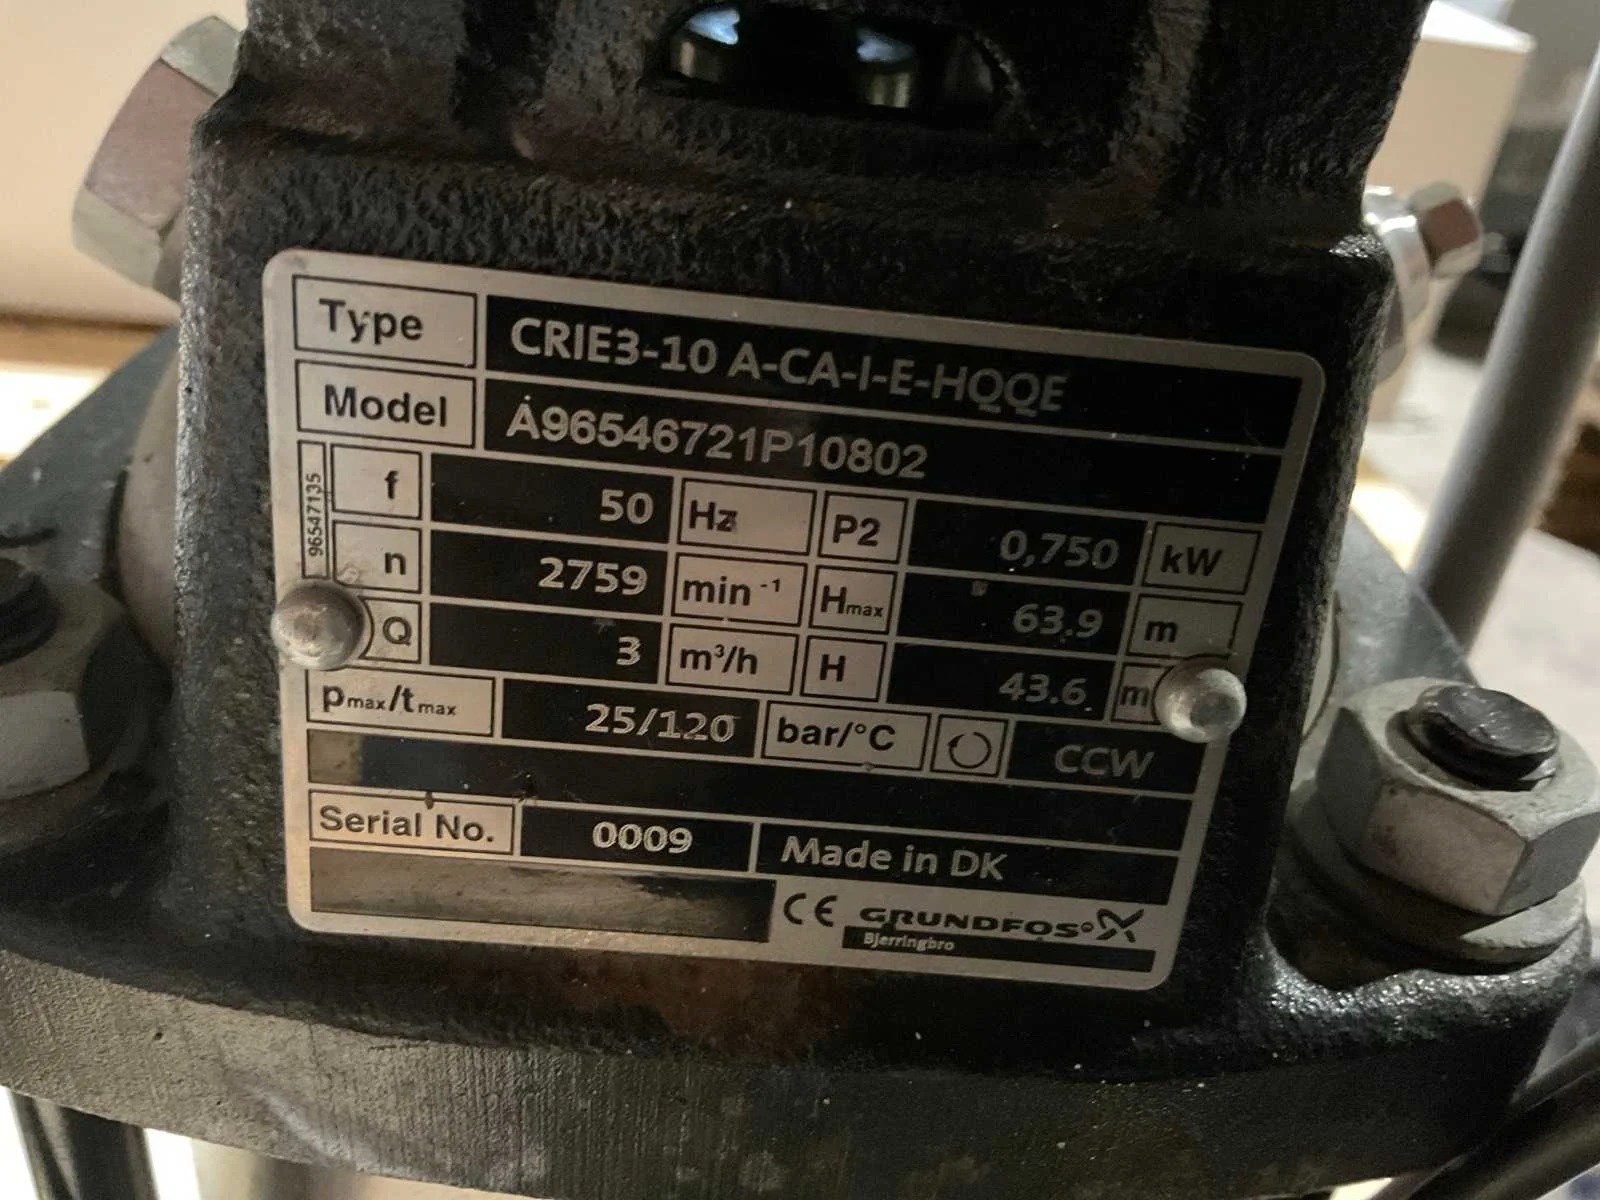 Type CRIE3-10 A-CA-I-E-HQQE
Model A96546721P10802
96547135
f 50 Hz P2 0,750 kW
n 2759 min⁻¹ Hmax 63.9 m
Q 3 m³/h H 43.6 m
pmax/tmax 25/120 bar/°C CCW
Serial No. 0009 Made in DK
CE GRUNDFOS
Bjerringbro